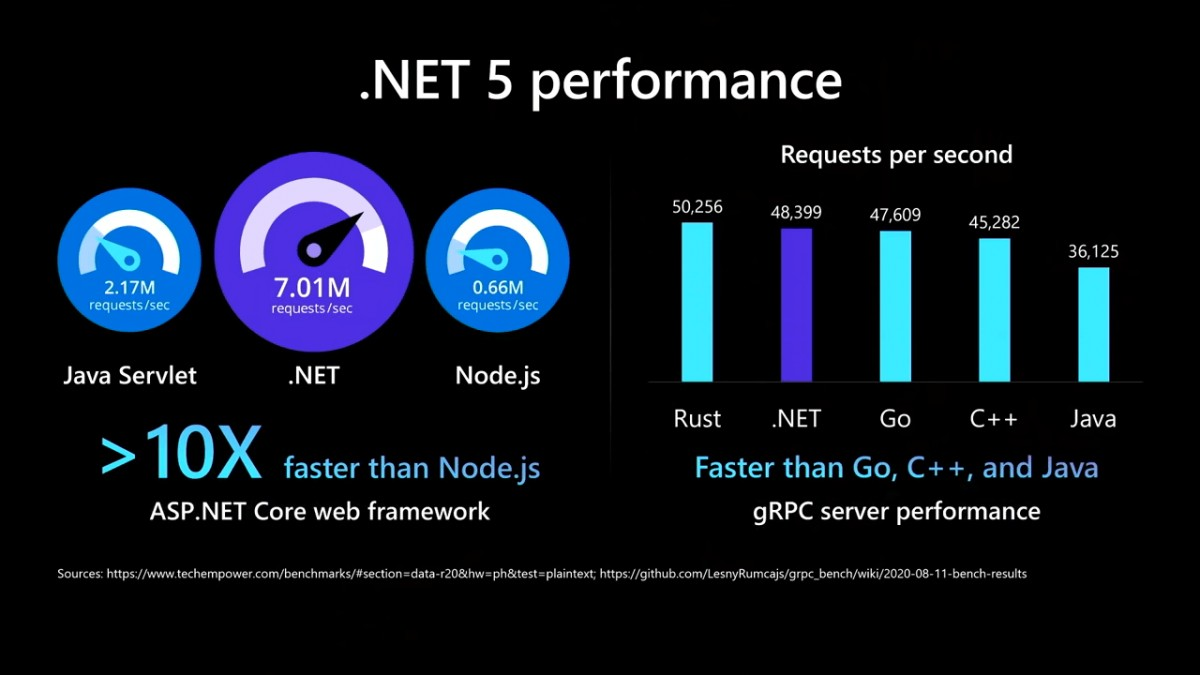 .NET 5 performance
2.17M
requests/sec
Java Servlet
7.01M
requests/sec
.NET
0.66M
requests/sec
Node.js
>10X faster than Node.js
ASP.NET Core web framework
Requests per second
50,256 48,399 47,609 45,282 36,125
Rust .NET Go C++ Java
Faster than Go, C++, and Java
gRPC server performance
Sources: https://www.techempower.com/benchmarks/#section=data-r20&hw=ph&test=plaintext; https://github.com/LesnyRumcajs/grpc_bench/wiki/2020-08-11-bench-results